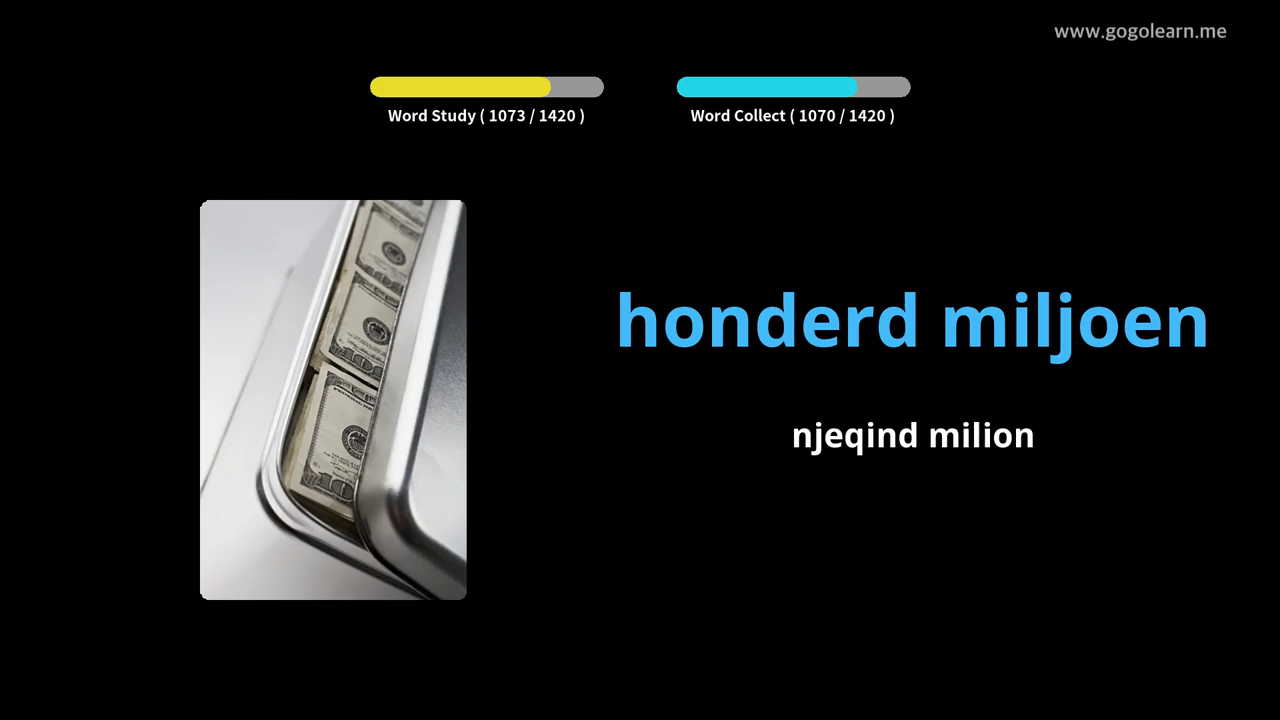 www.gogolearn.me
Word Study ( 1073 / 1420 )
Word Collect ( 1070 / 1420 )
honderd miljoen
njeqind milion